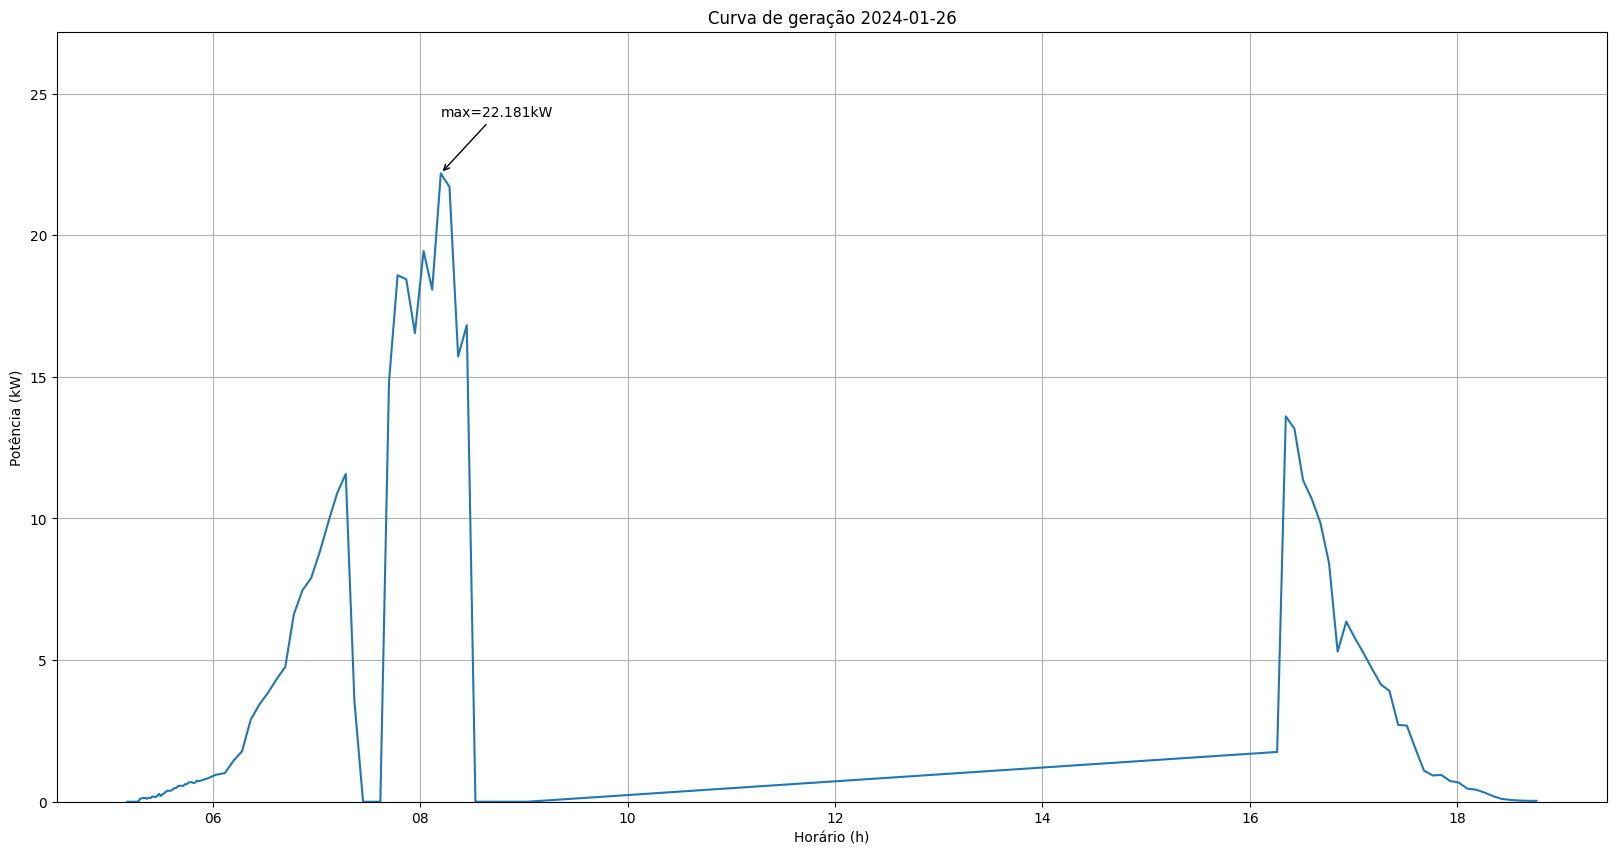 Curva de geração 2024-01-26
max=22.181kW
Potência (kW)
25
20
15
10
5
0
06 08 10 12 14 16 18
Horário (h)